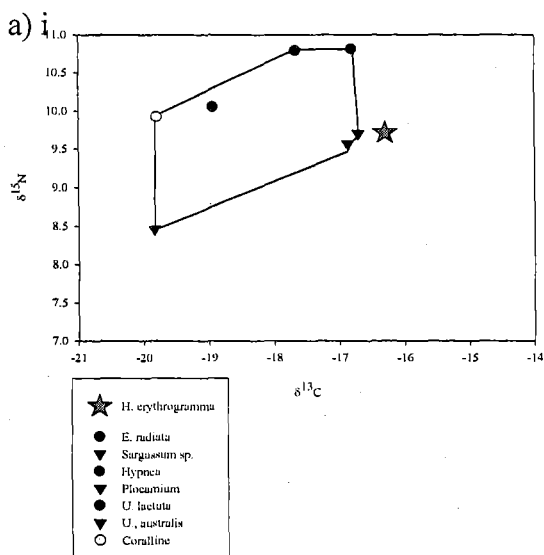 a) i
11.0
10.5
10.0
9.5
9.0
8.5
8.0
7.5
7.0
δ15N
-21 -20 -19 -18 -17 -16 -15 -14
δ13C
H. erythrogramma
E. radiata
Sargassum sp.
Hypnea
Plocamium
U. lactuta
U., australis
Coralline